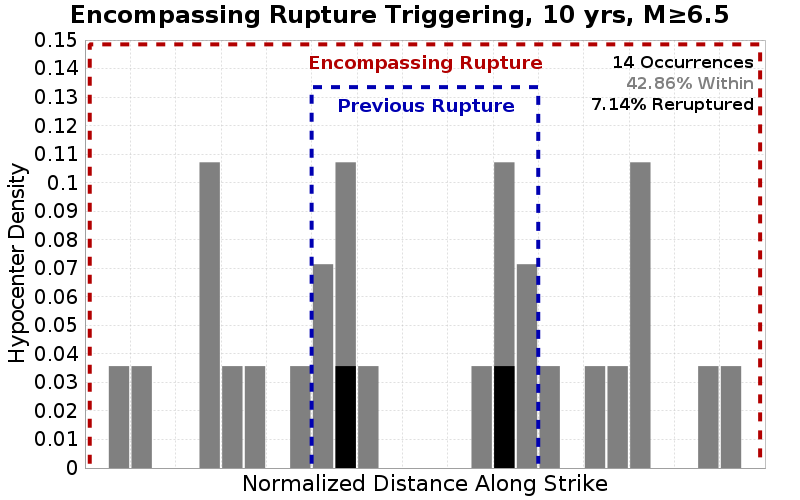 Encompassing Rupture Triggering, 10 yrs, M≥6.5
0.15
0.14
0.13
0.12
0.11
0.1
0.09
0.08
0.07
0.06
0.05
0.04
0.03
0.02
0.01
0
Hypocenter Density
Encompassing Rupture
Previous Rupture
14 Occurrences
42.86% Within
7.14% Reruptured
Normalized Distance Along Strike